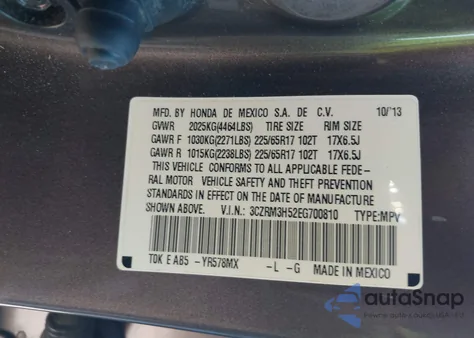 MFD. BY HONDA DE MEXICO S.A. DE C.V. 10/13
GVWR 2025KG(4464LBS) TIRE SIZE RIM SIZE
GAWR F 1030KG(2271LBS) 225/65R17 102T 17X6.5J
GAWR R 1015KG(2238LBS) 225/65R17 102T 17X6.5J
THIS VEHICLE CONFORMS TO ALL APPLICABLE FEDE-
RAL MOTOR VEHICLE SAFETY AND THEFT PREVENTION
STANDARDS IN EFFECT ON THE DATE OF MANUFACTURE
SHOWN ABOVE. V.I.N.: 3CZRM3H52EG700810 TYPE:MPV
TDK E AB5 -YR578MX -L -G MADE IN MEXICO
autoSnap